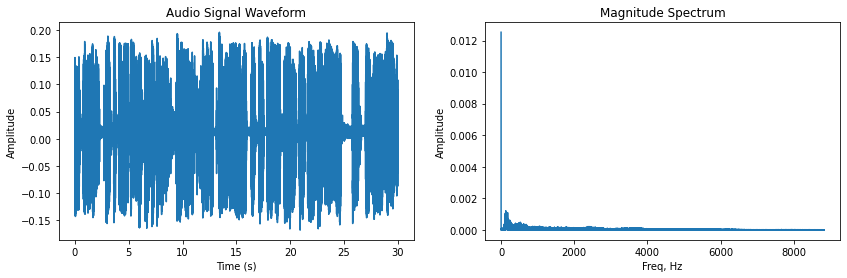 Audio Signal Waveform
0.20
0.15
0.10
0.05
0.00
−0.05
−0.10
−0.15
Amplitude
0 5 10 15 20 25 30
Time (s)
Magnitude Spectrum
0.012
0.010
0.008
0.006
0.004
0.002
0.000
Amplitude
0 2000 4000 6000 8000
Freq, Hz